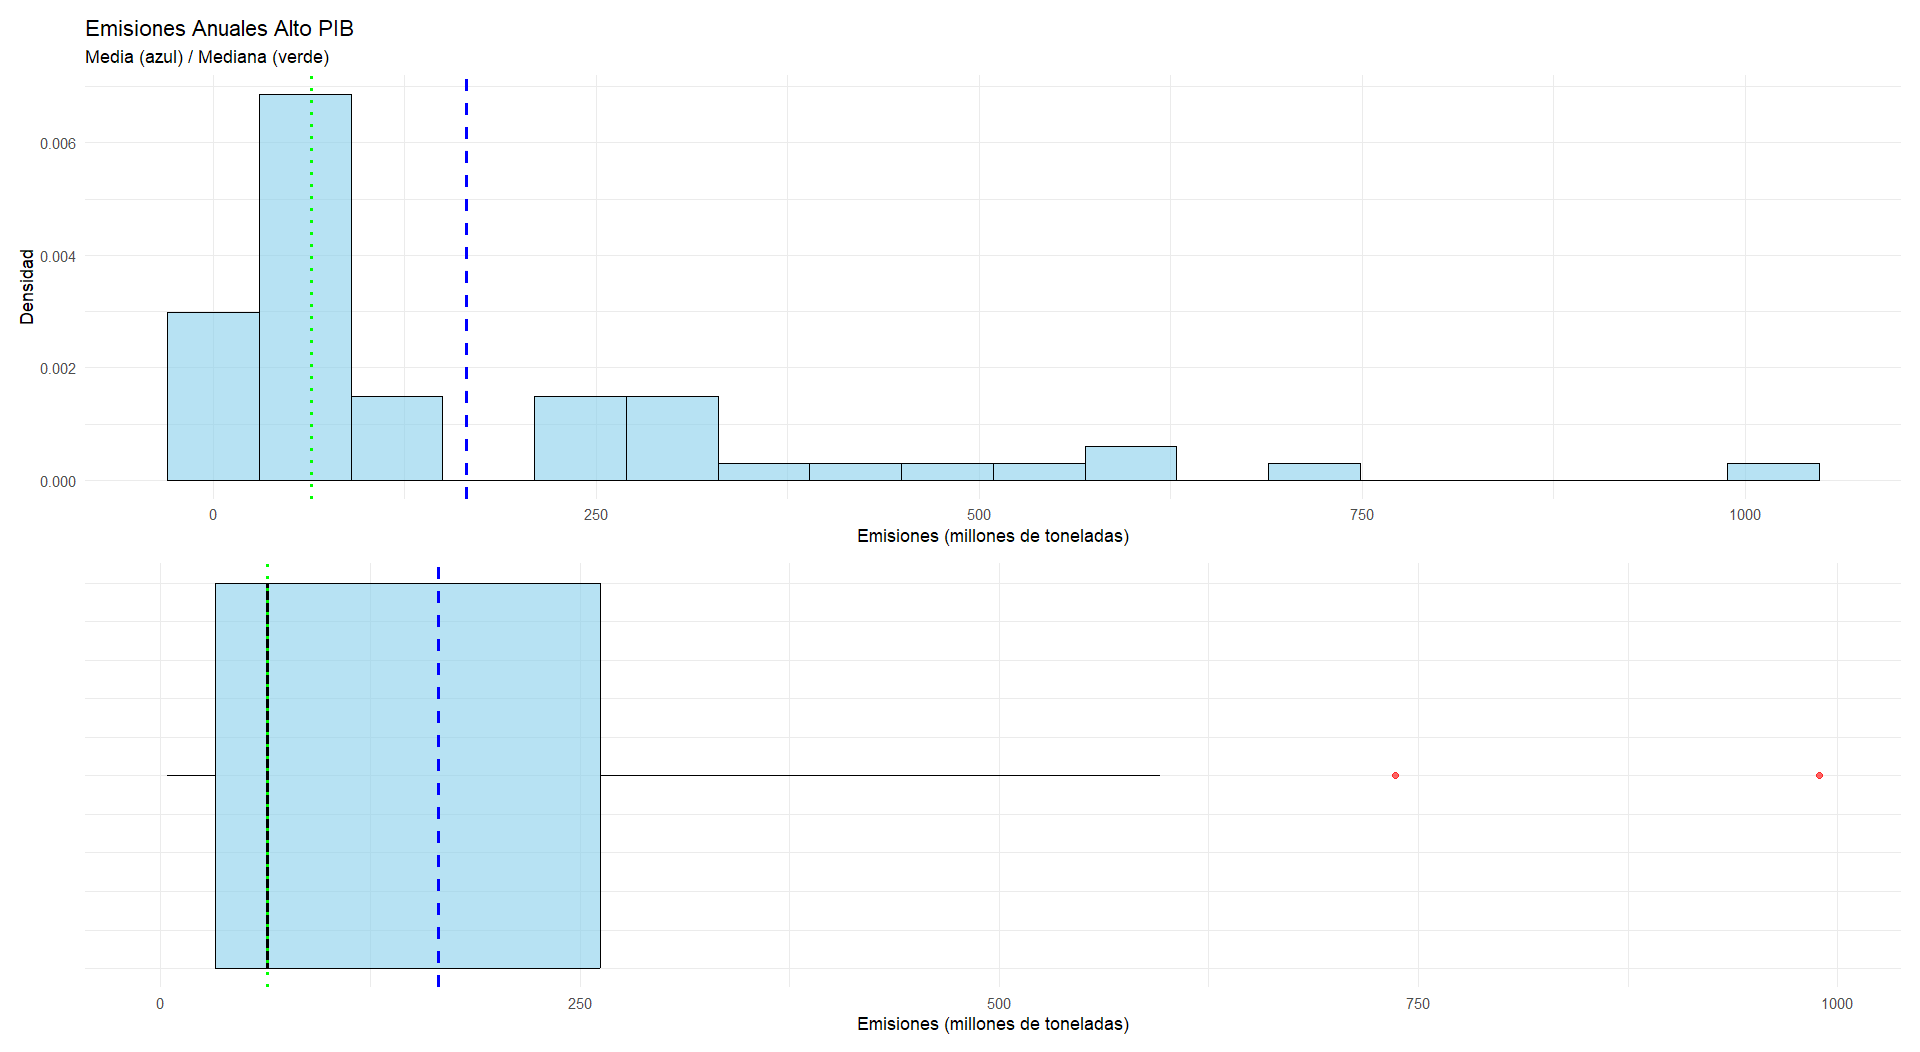 Emisiones Anuales Alto PIB
Media (azul) / Mediana (verde)
Densidad
0.006
0.004
0.002
0.000
0 250 500 750 1000
Emisiones (millones de toneladas)
0 250 500 750 1000
Emisiones (millones de toneladas)